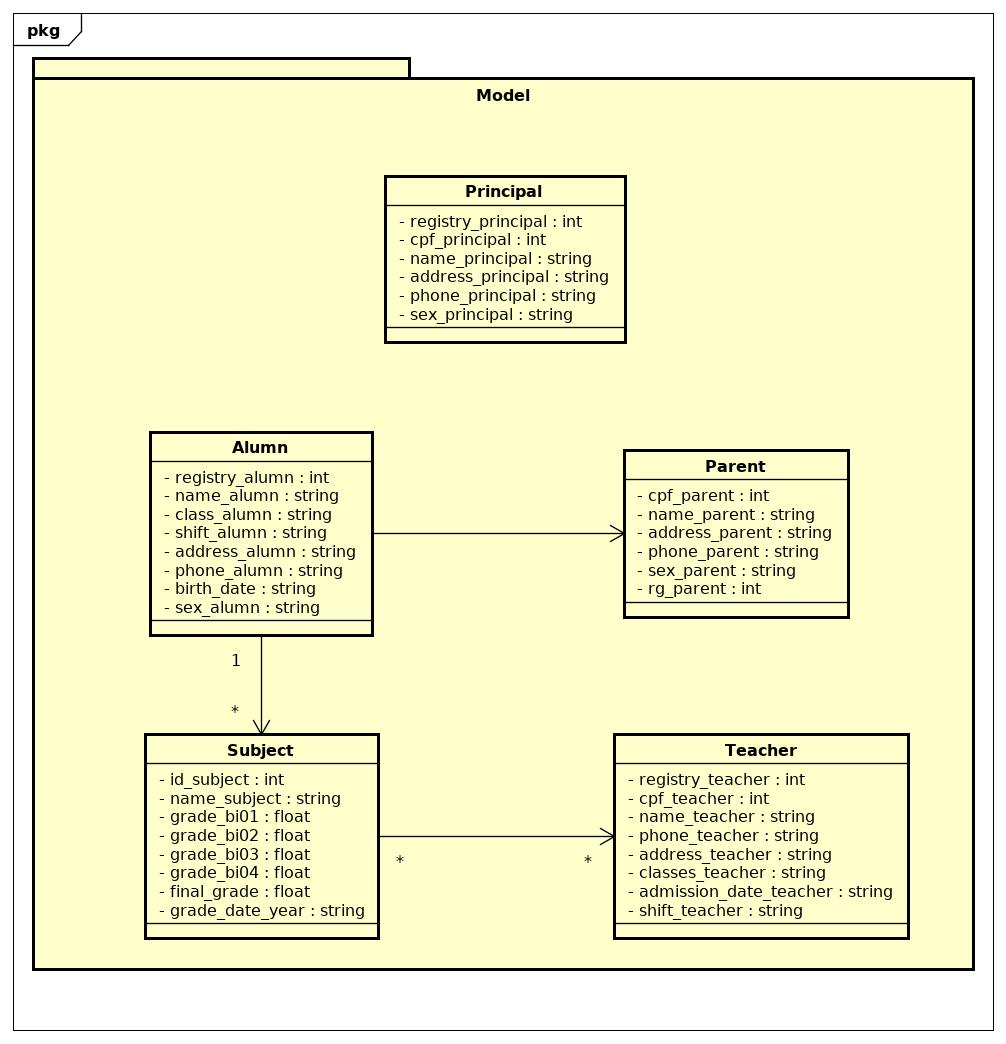 pkg
Model
Principal
- registry_principal : int
- cpf_principal : int
- name_principal : string
- address_principal : string
- phone_principal : string
- sex_principal : string
Alumn
- registry_alumn : int
- name_alumn : string
- class_alumn : string
- shift_alumn : string
- address_alumn : string
- phone_alumn : string
- birth_date : string
- sex_alumn : string
Parent
- cpf_parent : int
- name_parent : string
- address_parent : string
- phone_parent : string
- sex_parent : string
- rg_parent : int
1
*
Subject
- id_subject : int
- name_subject : string
- grade_bi01 : float
- grade_bi02 : float
- grade_bi03 : float
- grade_bi04 : float
- final_grade : float
- grade_date_year : string
* *
Teacher
- registry_teacher : int
- cpf_teacher : int
- name_teacher : string
- phone_teacher : string
- address_teacher : string
- classes_teacher : string
- admission_date_teacher : string
- shift_teacher : string